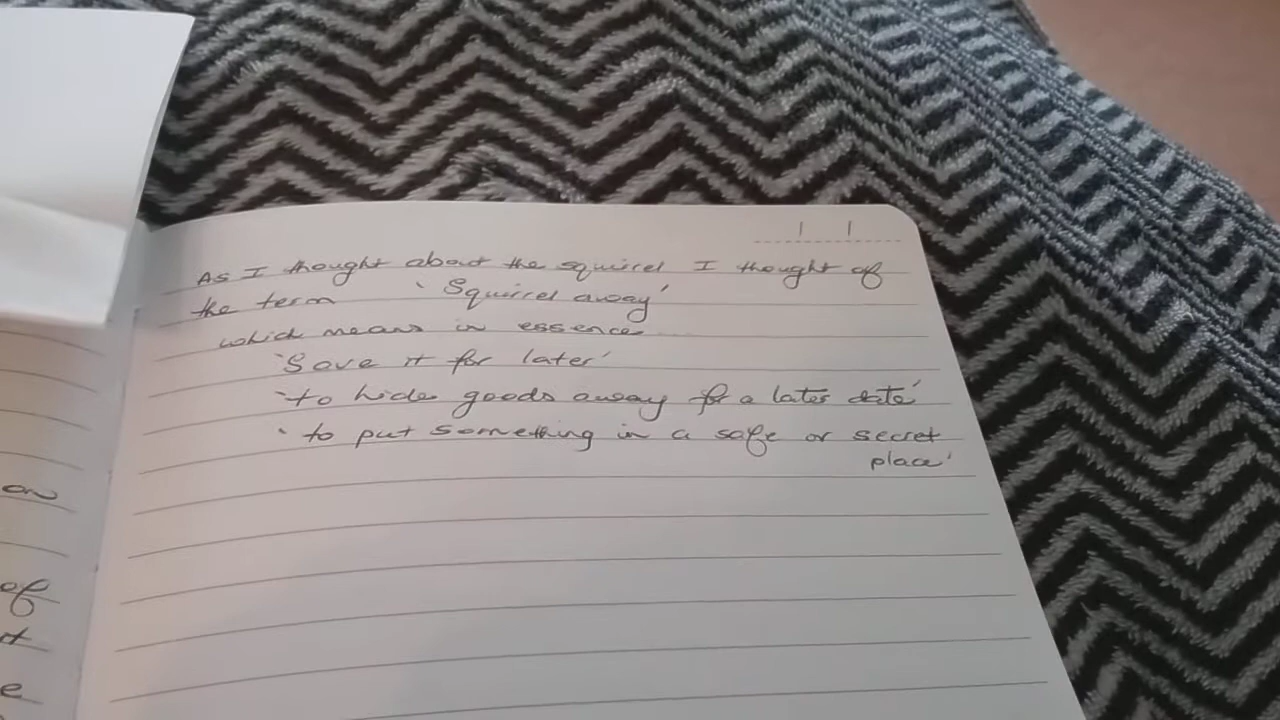 As I thought about the squirrel I thought of
the term 'Squirrel away'
which means in essence
'Save it for later'
'to hide goods away for a later date'
'to put something in a safe or secret
place'
of